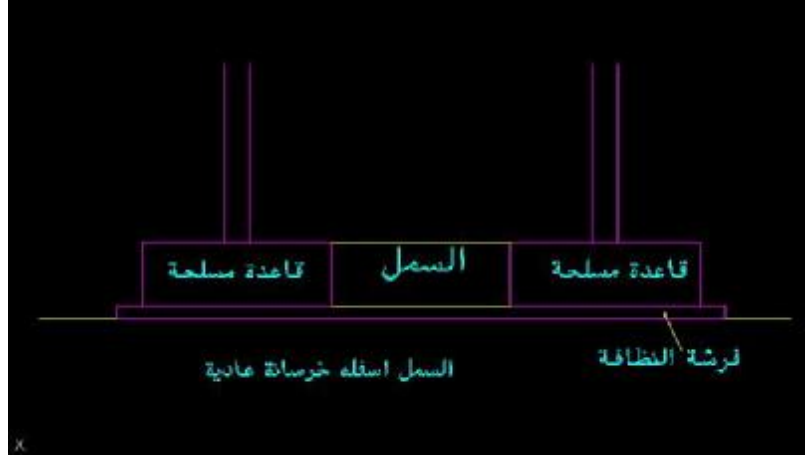 السمل
قاعدة مسلحة
قاعدة مسلحة
فرشة النظافة
السمل اسفله خرسانة عادية
X